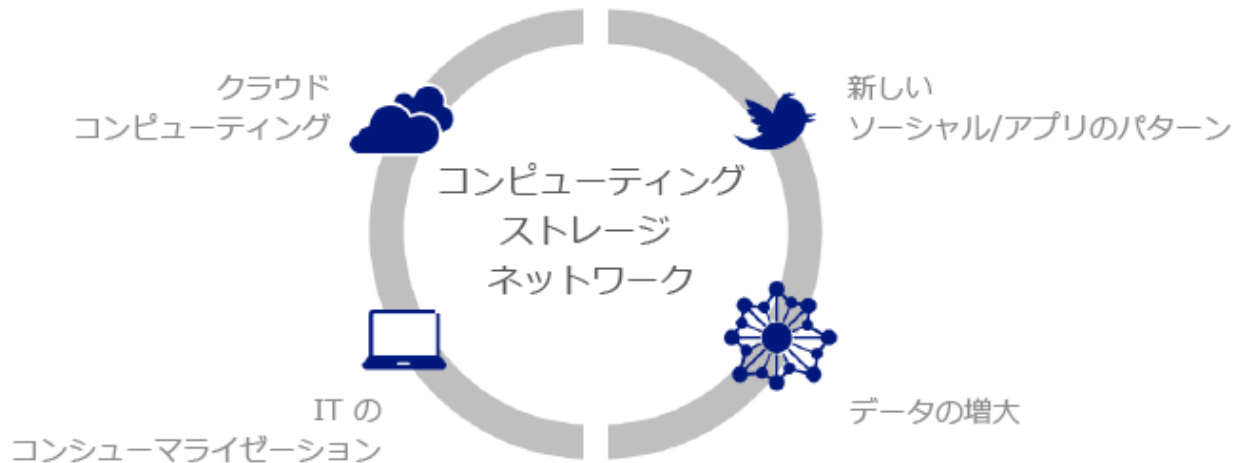 クラウド
コンピューティング
新しい
ソーシャル/アプリのパターン
コンピューティング
ストレージ
ネットワーク
IT の
コンシューマライゼーション
データの増大